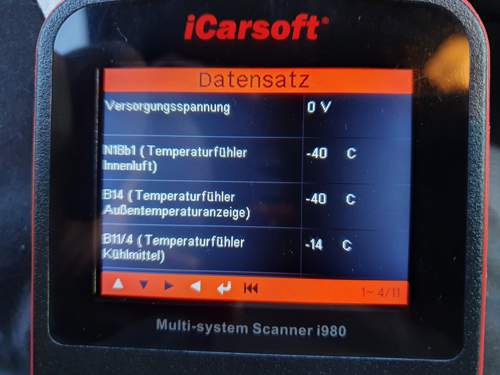 iCarsoft®
Datensatz
Versorgungsspannung 0 V
N18b1 ( Temperaturfühler
Innenluft) -40 C
B14 ( Temperaturfühler
Außentemperaturanzeige) -40 C
B11/4 ( Temperaturfühler
Kühlmittel) -14 C
1~ 4/11
Multi-system Scanner i980